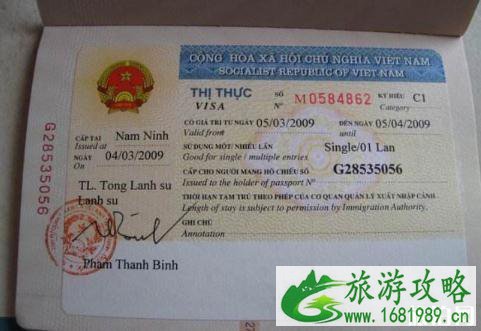 CỘNG HÒA XÃ HỘI CHỦ NGHĨA VIỆT NAM
SOCIALIST REPUBLIC OF VIET NAM
THỊ THỰC SỐ M0584862 KÝ HIỆU C1
VISA Nº Category
CÓ GIÁ TRỊ TỪ NGÀY 05/03/2009 ĐẾN NGÀY 05/04/2009
Valid from until
CẤP TẠI Nam Ninh
Issued at
SỬ DỤNG MỘT/NHIỀU LẦN Single/01 Lan
Good for single / multiple entries
NGÀY 04/03/2009
On
CẤP CHO NGƯỜI MANG HỘ CHIẾU SỐ G28535056
Issued to the holder of passport Nº
TL. Tong Lanh su
Lanh su
THỜI HẠN TẠM TRÚ THEO PHÉP CỦA CƠ QUAN QUẢN LÝ XUẤT NHẬP CẢNH.
Length of stay is subject to permission by Immigration Authority.
GHI CHÚ
Annotation
Pham Thanh Binh
G28535056
旅游攻略
www.1681989.cn